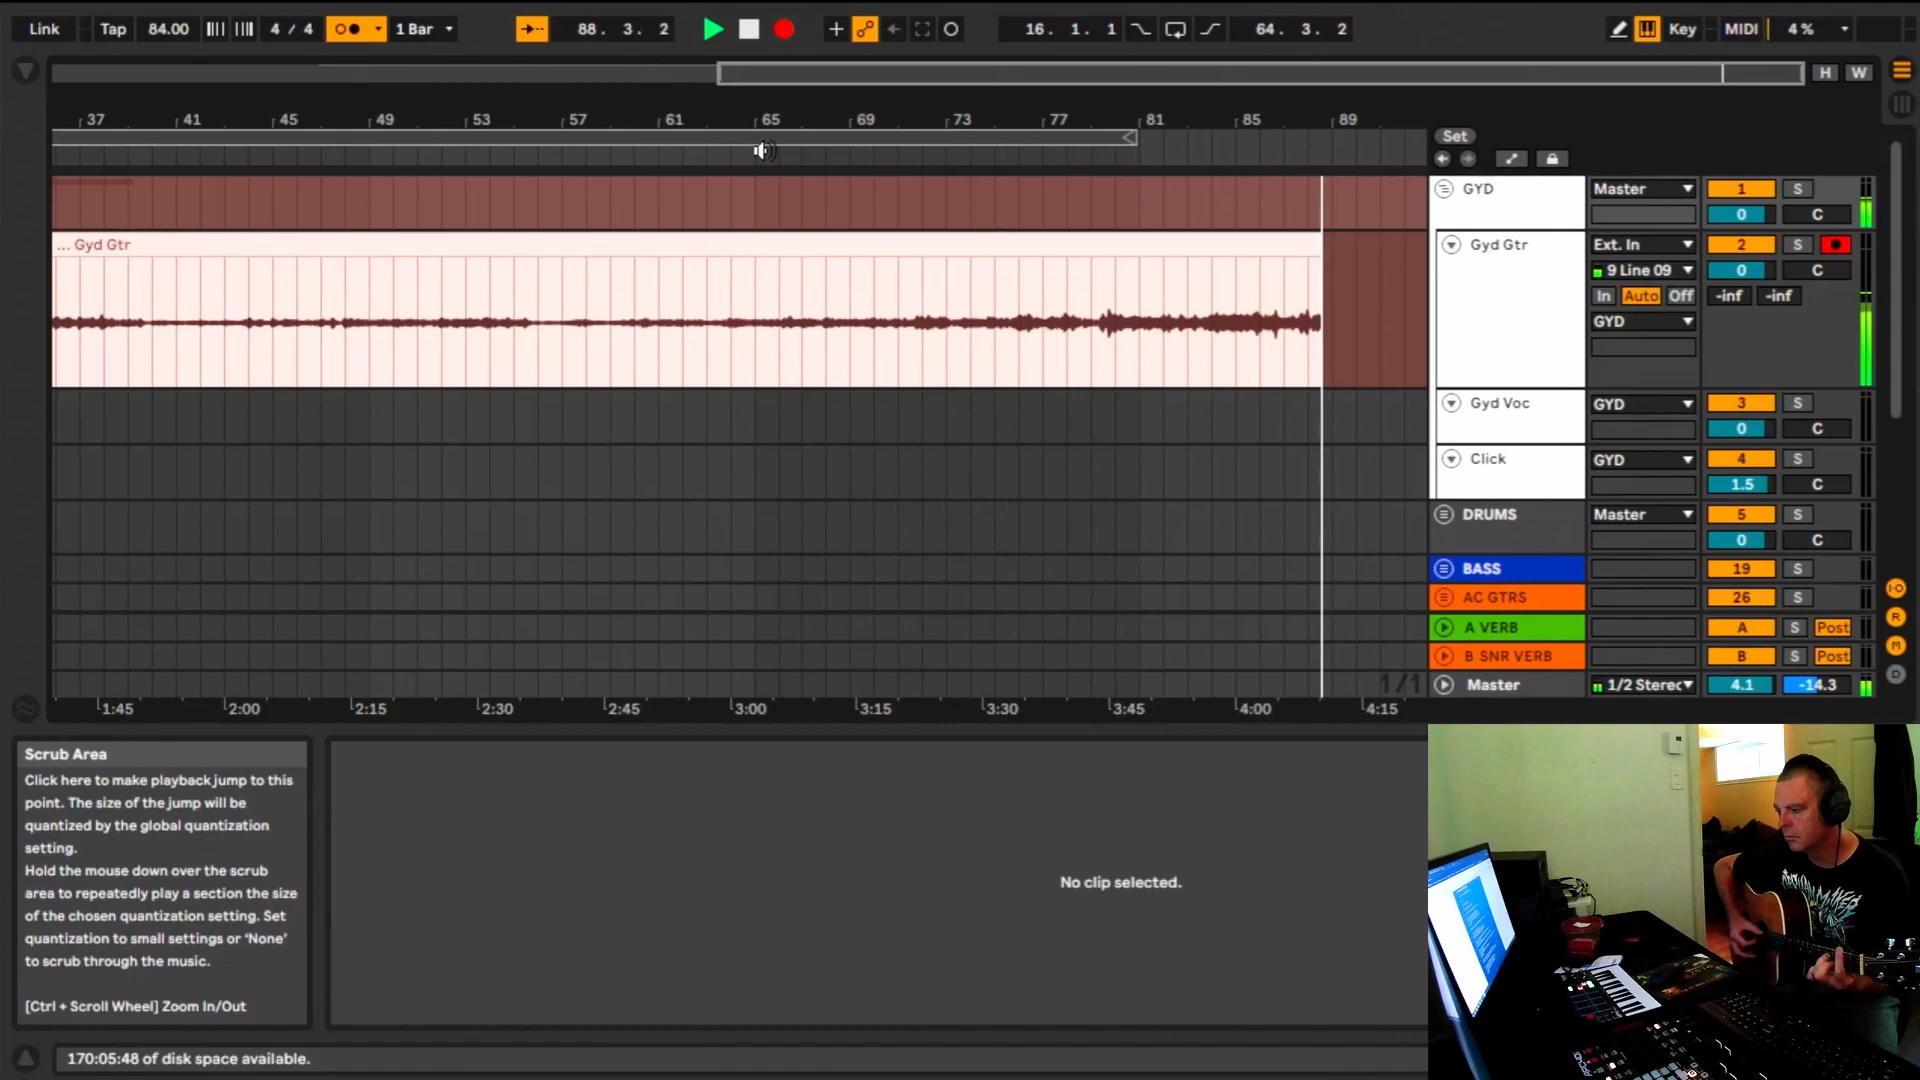 Link Tap 84.00 4 / 4 1 Bar 88. 3. 2 16. 1. 1 64. 3. 2 Key MIDI 4 %
H W
37 41 45 49 53 57 61 65 69 73 77 81 85 89
Set
GYD Master 1 S
0 C
... Gyd Gtr
Gyd Gtr Ext. In 2 S
9 Line 09 0 C
In Auto Off -inf -inf
GYD
Gyd Voc GYD 3 S
0 C
Click GYD 4 S
1.5 C
DRUMS Master 5 S
0 C
BASS 19 S
AC GTRS 26 S
A VERB A S Post
B SNR VERB B S Post
1/1
Master 1/2 Stereo 4.1 -14.3
I-O
R
M
D
1:45 2:00 2:15 2:30 2:45 3:00 3:15 3:30 3:45 4:00 4:15
Scrub Area
Click here to make playback jump to this
point. The size of the jump will be
quantized by the global quantization
setting.
Hold the mouse down over the scrub
area to repeatedly play a section the size
of the chosen quantization setting. Set
quantization to small settings or ‘None’
to scrub through the music.
[Ctrl + Scroll Wheel] Zoom In/Out
No clip selected.
170:05:48 of disk space available.